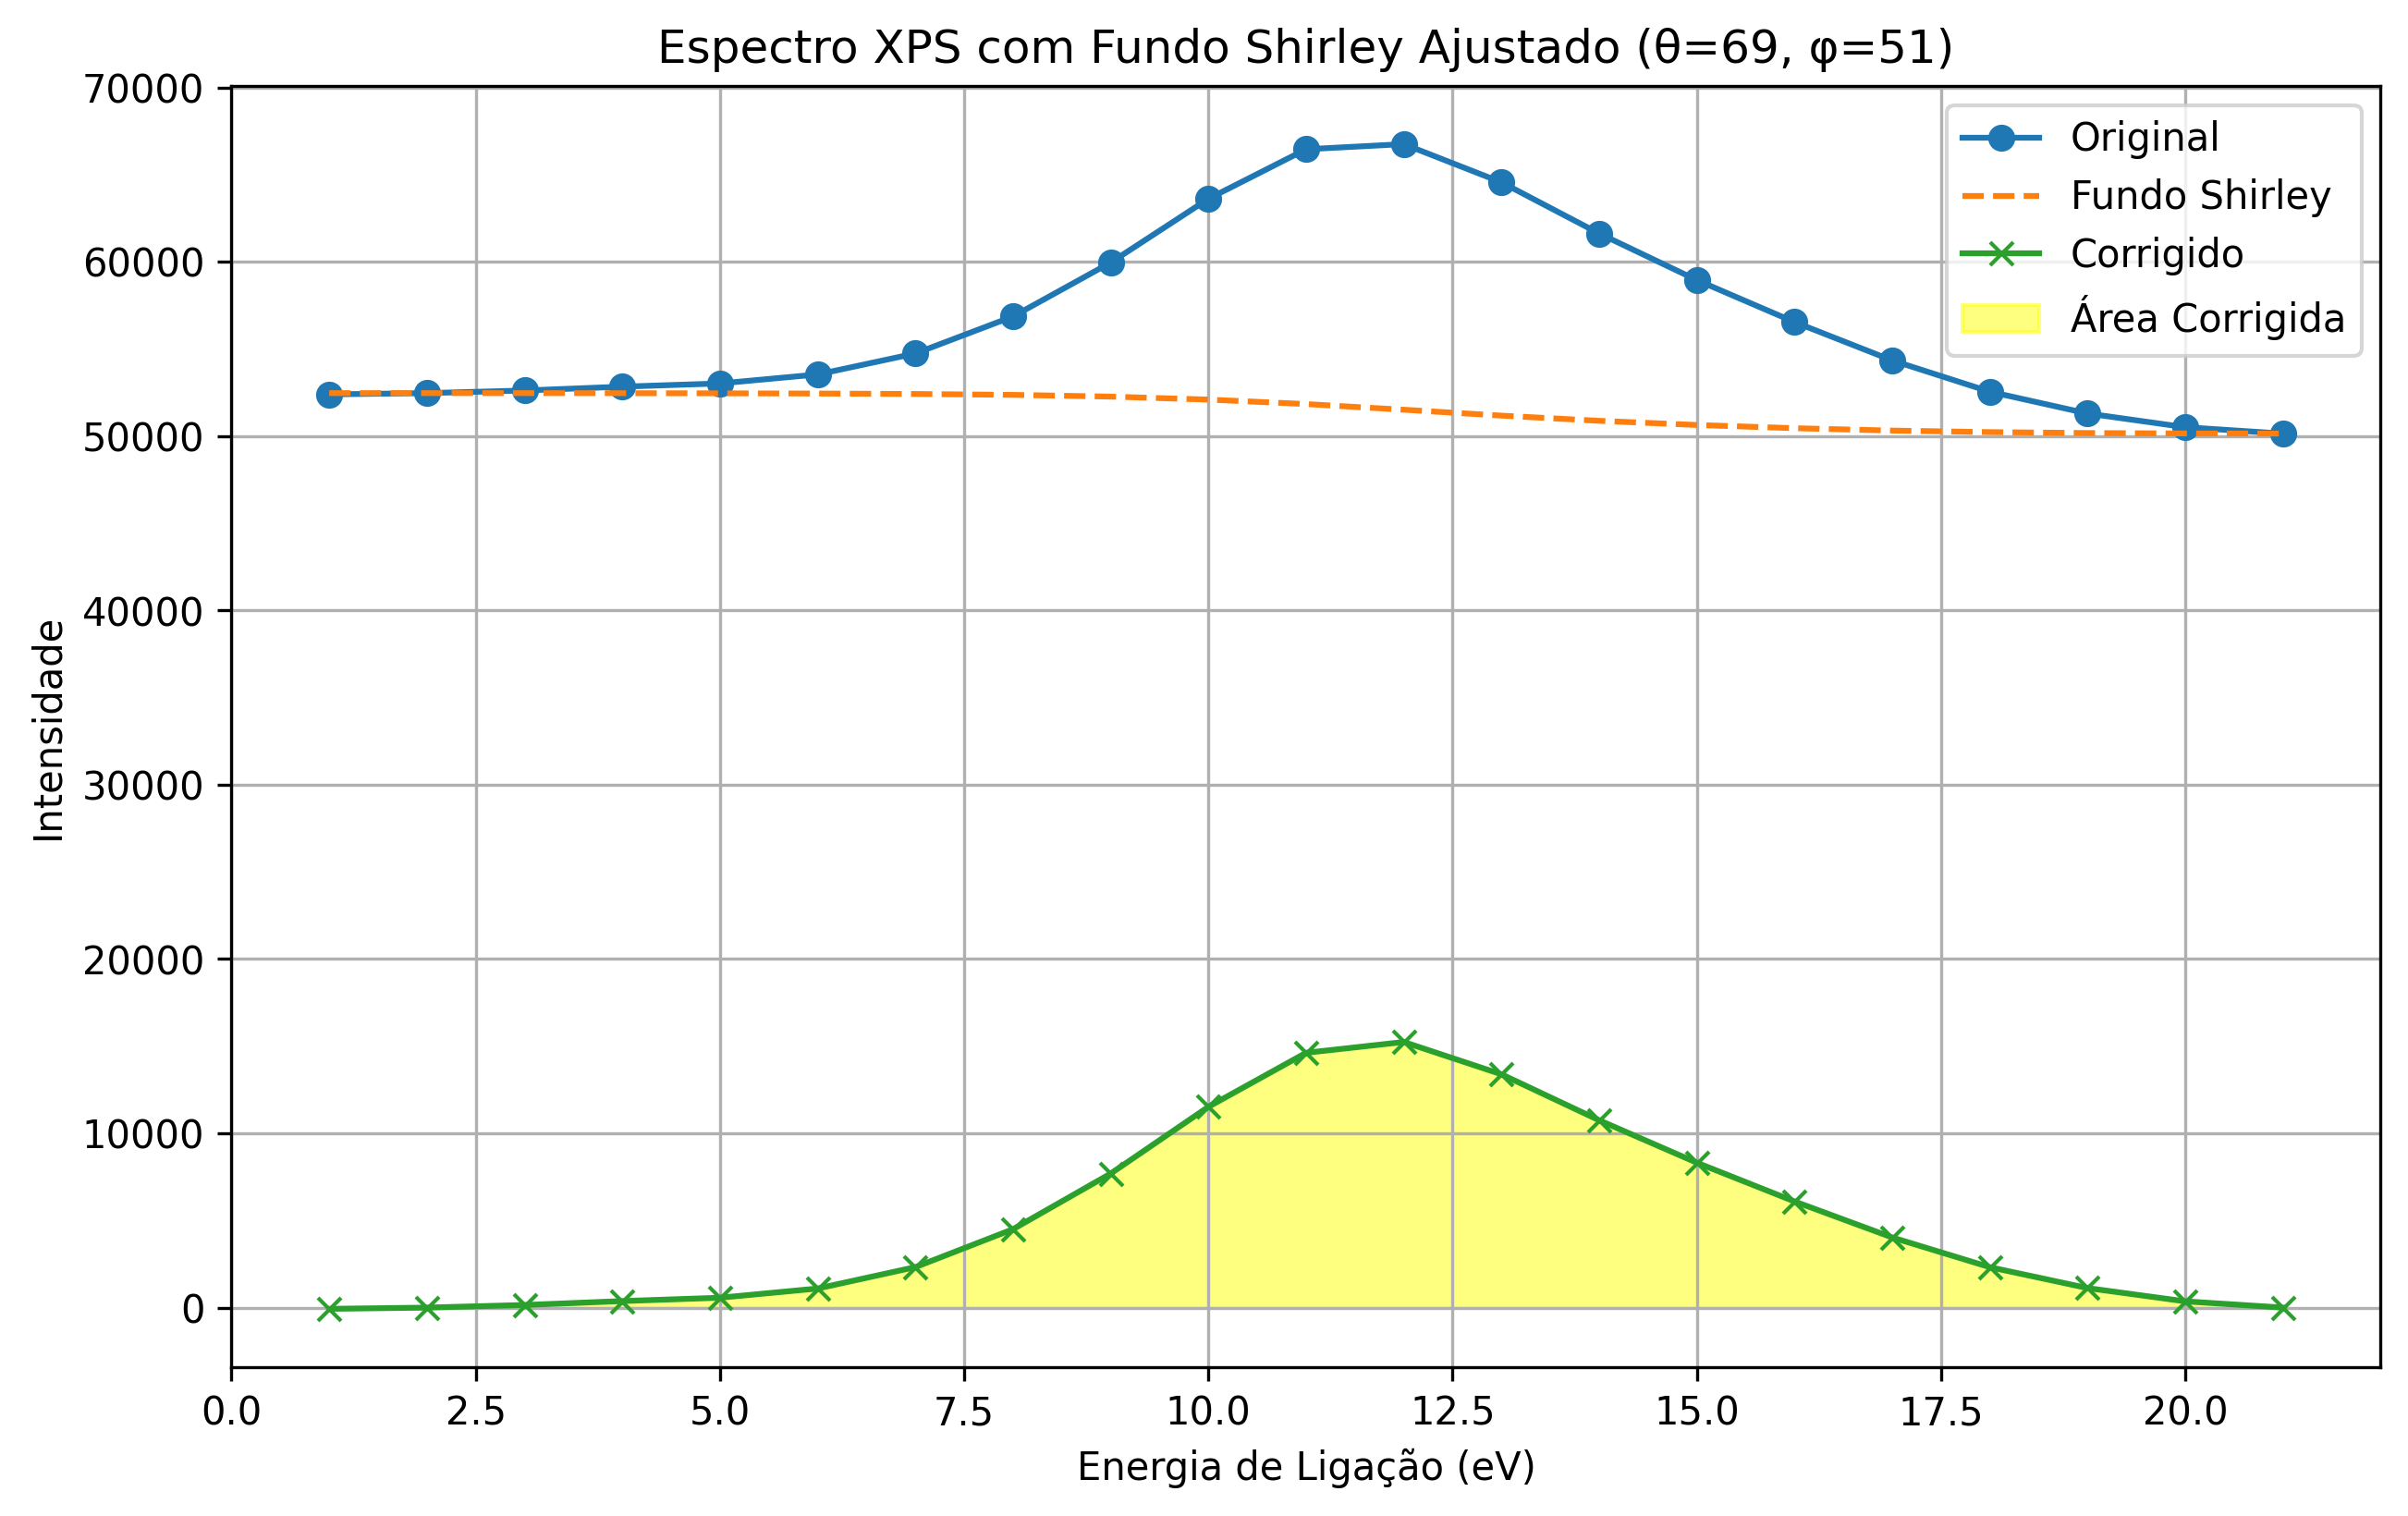 Espectro XPS com Fundo Shirley Ajustado (θ=69, φ=51)
70000
60000
50000
40000
30000
20000
10000
0
Intensidade
Original
Fundo Shirley
Corrigido
Área Corrigida
0.0 2.5 5.0 7.5 10.0 12.5 15.0 17.5 20.0
Energia de Ligação (eV)